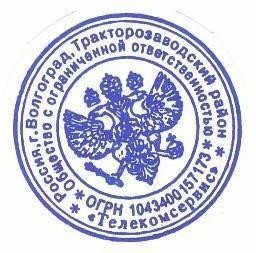 Россия, г. Волгоград, Тракторозаводский район
Общество с ограниченной ответственностью
ОГРН 1043400157173
«Телекомсервис»